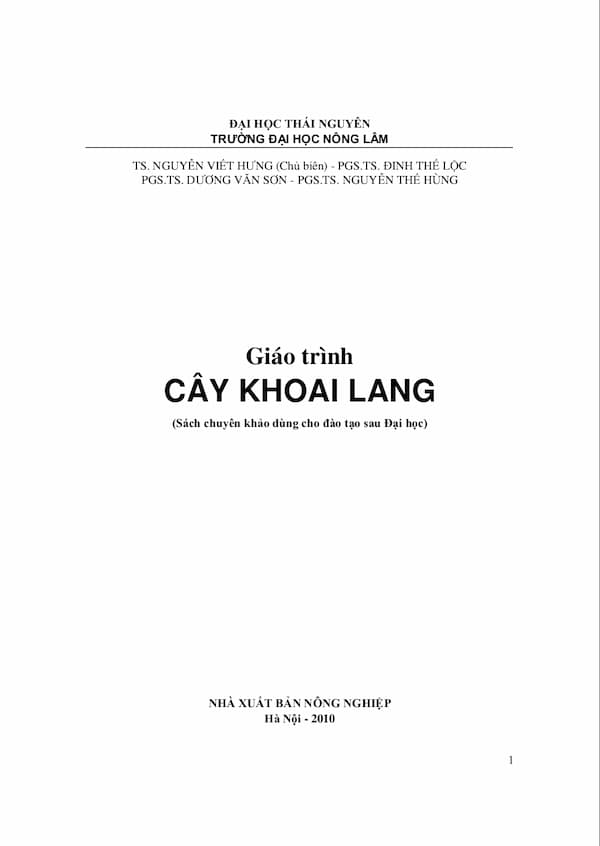 ĐẠI HỌC THÁI NGUYÊN
TRƯỜNG ĐẠI HỌC NÔNG LÂM
TS. NGUYỄN VIẾT HƯNG (Chủ biên) - PGS.TS. ĐINH THẾ LỘC
PGS.TS. DƯƠNG VĂN SƠN - PGS.TS. NGUYỄN THẾ HÙNG
Giáo trình
CÂY KHOAI LANG
(Sách chuyên khảo dùng cho đào tạo sau Đại học)
NHÀ XUẤT BẢN NÔNG NGHIỆP
Hà Nội - 2010
1